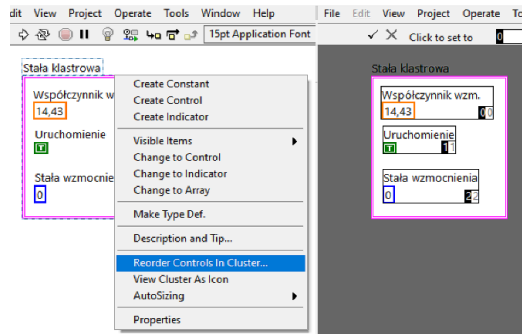 dit View Project Operate Tools Window Help
15pt Application Font
Stała klastrowa
Współczynnik w
14,43
Uruchomienie
T
Stała wzmocnie
0
Create Constant
Create Control
Create Indicator
Visible Items
Change to Control
Change to Indicator
Change to Array
Make Type Def.
Description and Tip...
Reorder Controls In Cluster...
View Cluster As Icon
AutoSizing
Properties
File Edit View Project Operate To
Click to set to 0
Stała klastrowa
Współczynnik wzm.
14,43 0 0
Uruchomienie
T 1 1
Stała wzmocnienia
0 2 2